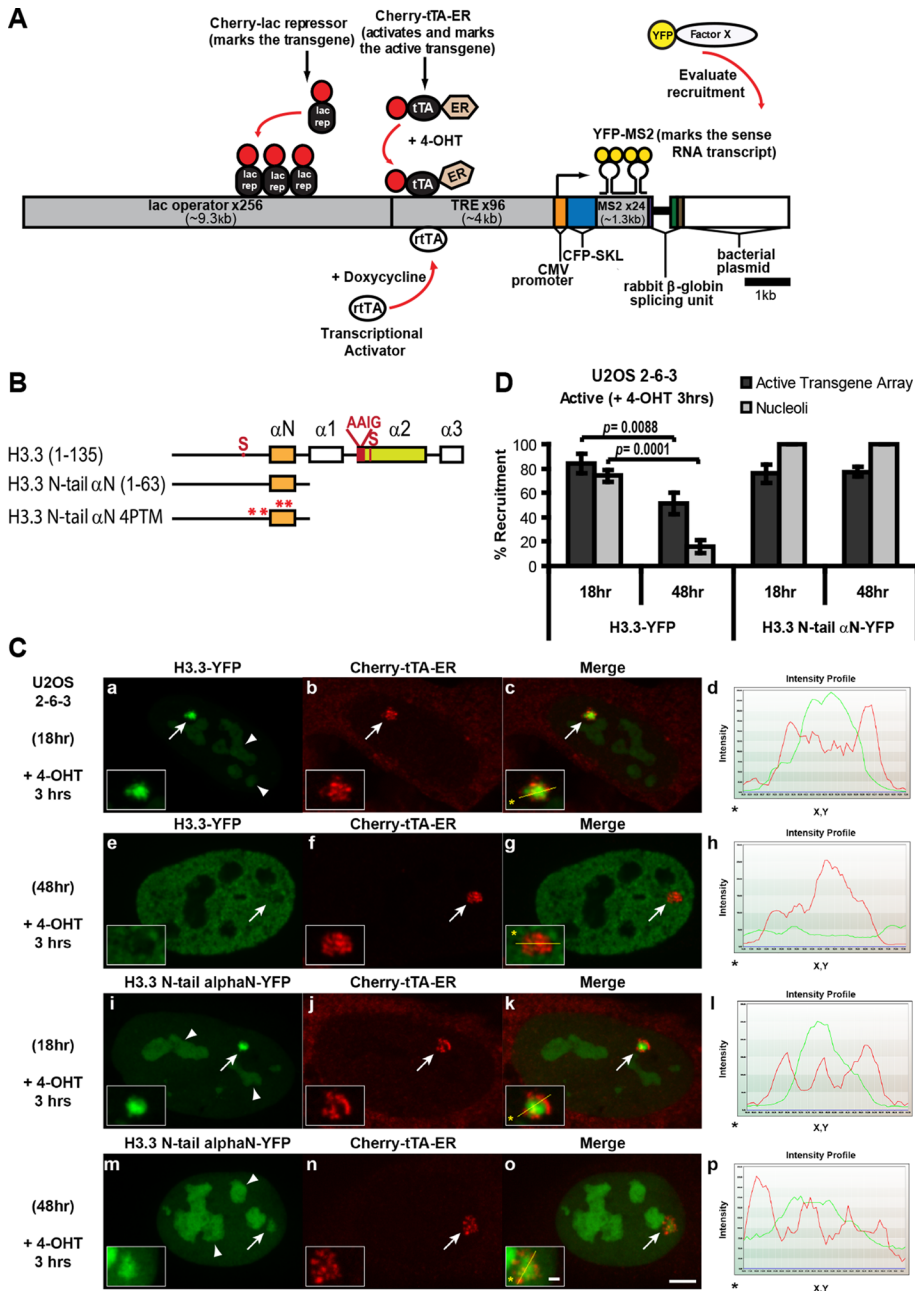 A
Cherry-lac repressor
(marks the transgene)
Cherry-tTA-ER
(activates and marks
the active transgene)
YFP
Factor X
Evaluate
recruitment
lac
rep
tTA
ER
+ 4-OHT
YFP-MS2 (marks the sense
RNA transcript)
lac
rep
lac
rep
lac
rep
tTA
ER
lac operator x256
(~9.3kb)
TRE x96
(~4kb)
MS2 x24
(~1.3kb)
rtTA
+ Doxycycline
rtTA
Transcriptional
Activator
CMV
promoter
CFP-SKL
rabbit β-globin
splicing unit
bacterial
plasmid
1kb
B
S
αN
α1
AAIG
S
α2
α3
H3.3 (1-135)
H3.3 N-tail αN (1-63)
H3.3 N-tail αN 4PTM
** **
D
U2OS 2-6-3
Active (+ 4-OHT 3hrs)
Active Transgene Array
Nucleoli
p= 0.0088
p= 0.0001
% Recruitment
100
80
60
40
20
0
18hr
48hr
18hr
48hr
H3.3-YFP
H3.3 N-tail αN-YFP
C
U2OS
2-6-3
(18hr)
+ 4-OHT
3 hrs
H3.3-YFP
Cherry-tTA-ER
Merge
a
b
c
*
d
Intensity Profile
Intensity
*
X,Y
(48hr)
+ 4-OHT
3 hrs
H3.3-YFP
Cherry-tTA-ER
Merge
e
f
g
*
h
Intensity Profile
Intensity
*
X,Y
(18hr)
+ 4-OHT
3 hrs
H3.3 N-tail alphaN-YFP
Cherry-tTA-ER
Merge
i
j
k
*
l
Intensity Profile
Intensity
*
X,Y
(48hr)
+ 4-OHT
3 hrs
H3.3 N-tail alphaN-YFP
Cherry-tTA-ER
Merge
m
n
o
*
p
Intensity Profile
Intensity
*
X,Y